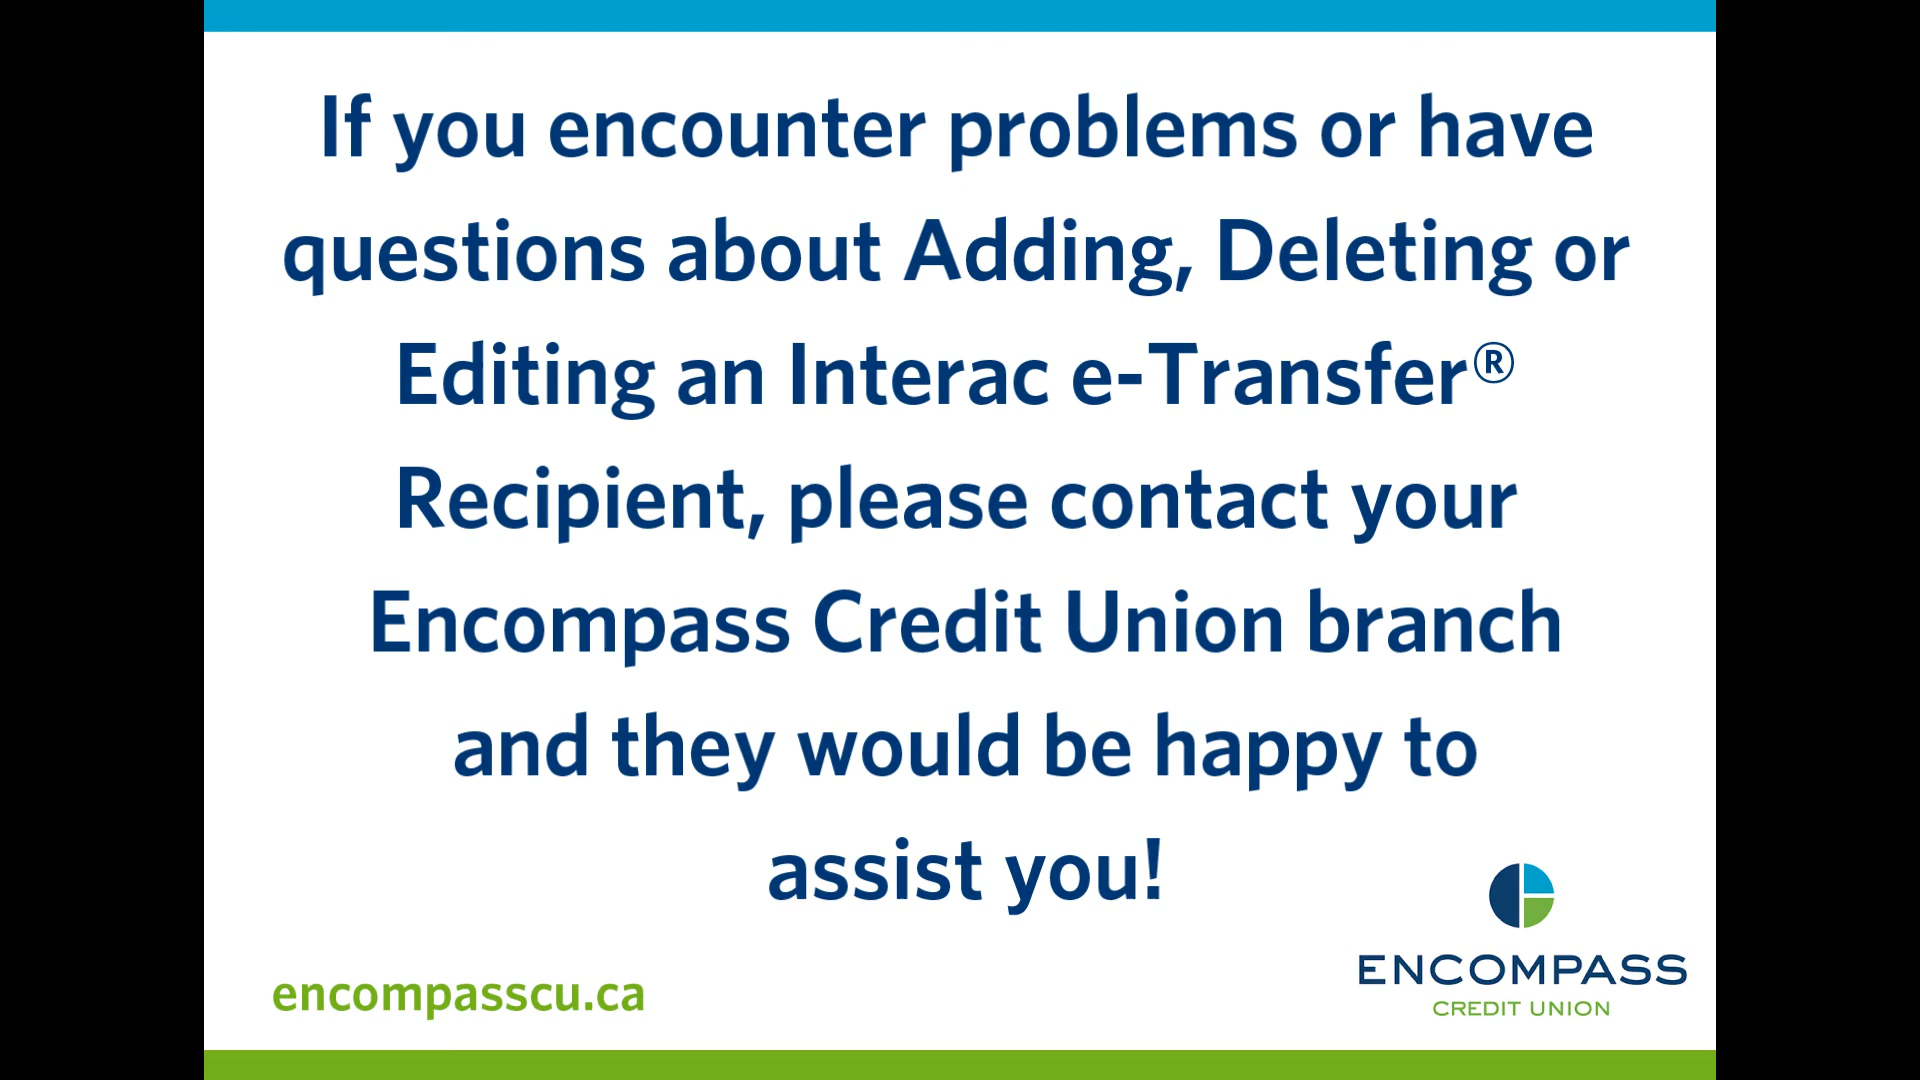 If you encounter problems or have
questions about Adding, Deleting or
Editing an Interac e-Transfer®
Recipient, please contact your
Encompass Credit Union branch
and they would be happy to
assist you!
encompasscu.ca
ENCOMPASS
CREDIT UNION